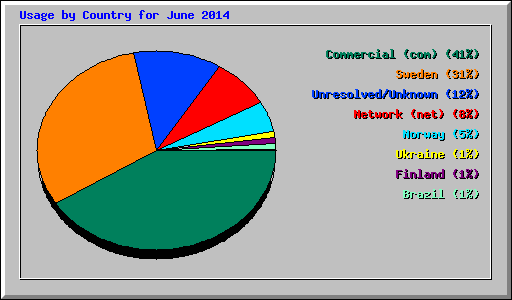 Usage by Country for June 2014
Commercial (com) (41%)
Sweden (31%)
Unresolved/Unknown (12%)
Network (net) (8%)
Norway (5%)
Ukraine (1%)
Finland (1%)
Brazil (1%)